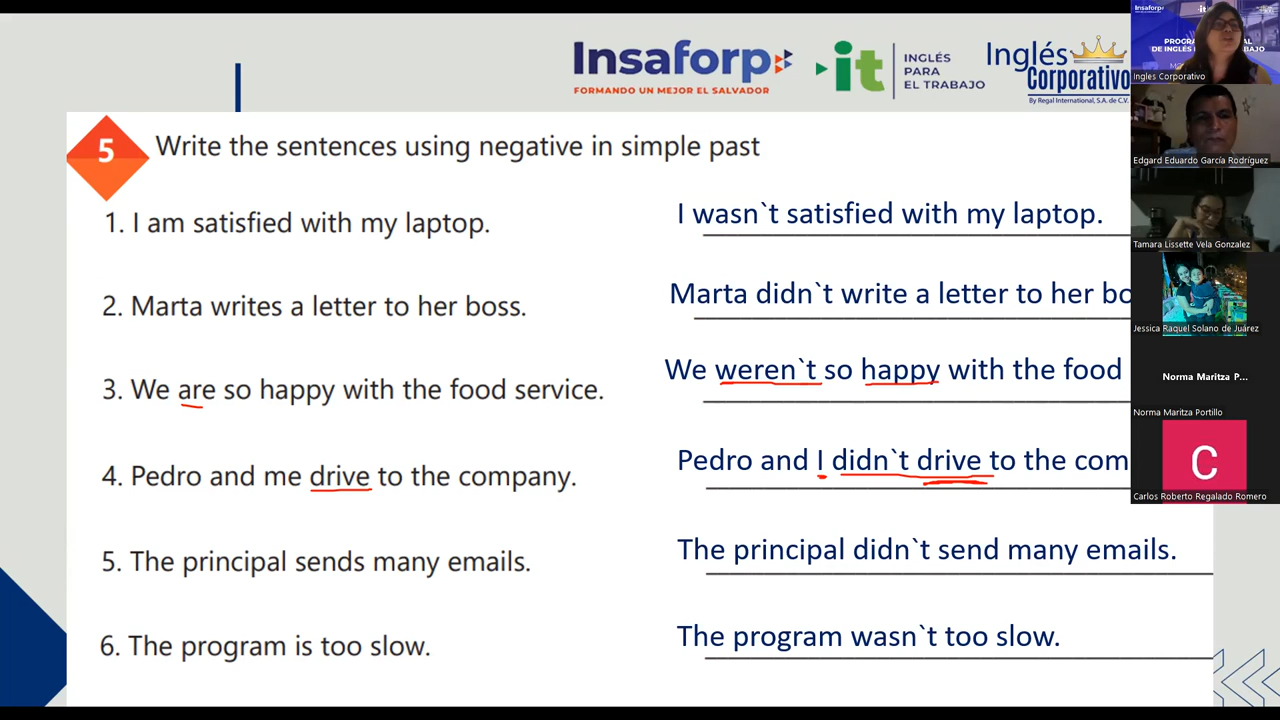 Insaforp
FORMANDO UN MEJOR EL SALVADOR
it
INGLÉS
PARA
EL TRABAJO
Inglés
Corporativo
By Regal International, S.A. de C.V.
5
Write the sentences using negative in simple past
1. I am satisfied with my laptop.
I wasn`t satisfied with my laptop.
2. Marta writes a letter to her boss.
Marta didn`t write a letter to her bo
3. We are so happy with the food service.
We weren`t so happy with the food
4. Pedro and me drive to the company.
Pedro and I didn`t drive to the com
5. The principal sends many emails.
The principal didn`t send many emails.
6. The program is too slow.
The program wasn`t too slow.
Insaforp
it
Ingles Corporativo
Edgard Eduardo García Rodríguez
Tamara Lissette Vela Gonzalez
Jessica Raquel Solano de Juárez
Norma Maritza P...
Norma Maritza Portillo
C
Carlos Roberto Regalado Romero